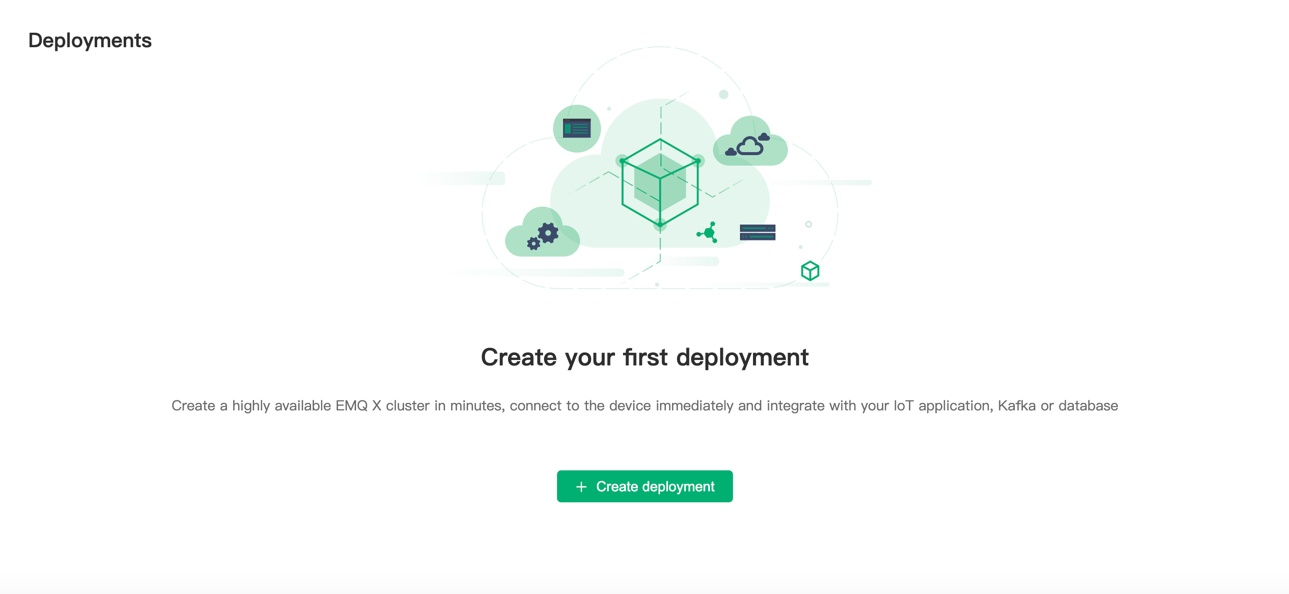 Deployments
Create your first deployment
Create a highly available EMQ X cluster in minutes, connect to the device immediately and integrate with your IoT application, Kafka or database
+ Create deployment